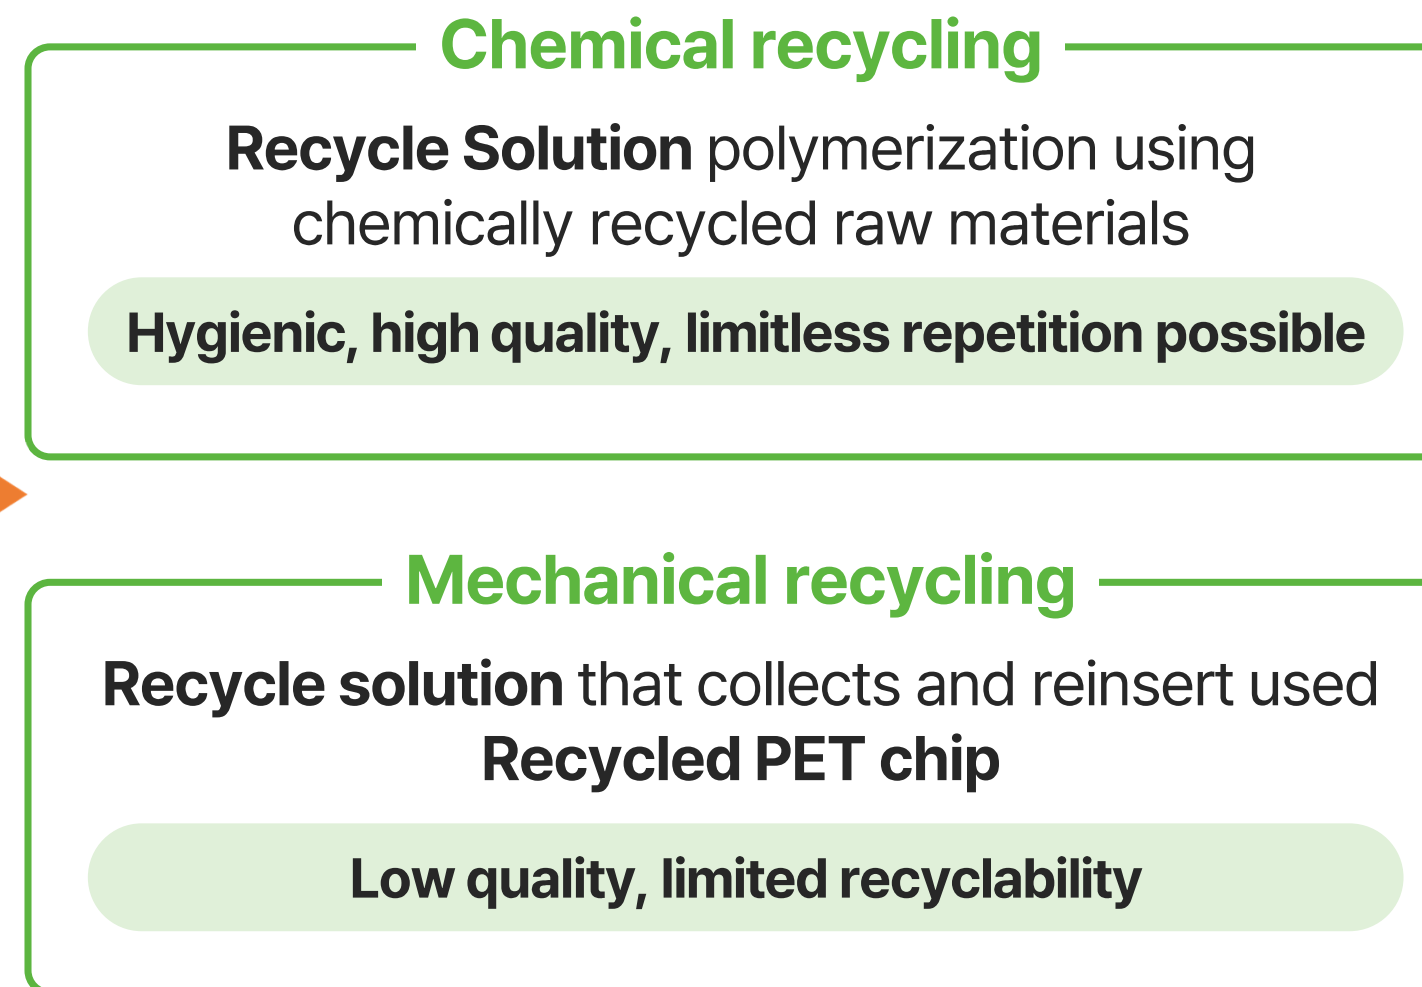 Chemical recycling
Recycle Solution polymerization using
chemically recycled raw materials
Hygienic, high quality, limitless repetition possible
Mechanical recycling
Recycle solution that collects and reinsert used
Recycled PET chip
Low quality, limited recyclability